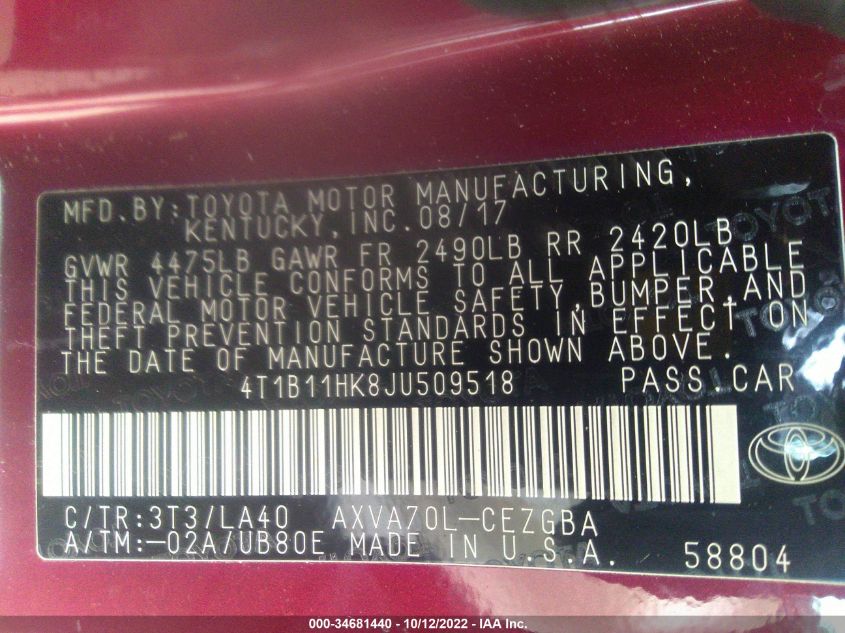 MFD.BY:TOYOTA MOTOR MANUFACTURING,
KENTUCKY,INC.08/17
GVWR 4475LB GAWR FR 2490LB RR 2420LB
THIS VEHICLE CONFORMS TO ALL APPLICABLE
FEDERAL MOTOR VEHICLE SAFETY,BUMPER,AND
THEFT PREVENTION STANDARDS IN EFFECT ON
THE DATE OF MANUFACTURE SHOWN ABOVE.
4T1B11HK8JU509518 PASS.CAR
C/TR:3T3/LA40 AXVA70L-CEZGBA
A/TM:-02A/UB80E MADE IN U.S.A. 58804
000-34681440 - 10/12/2022 - IAA Inc.